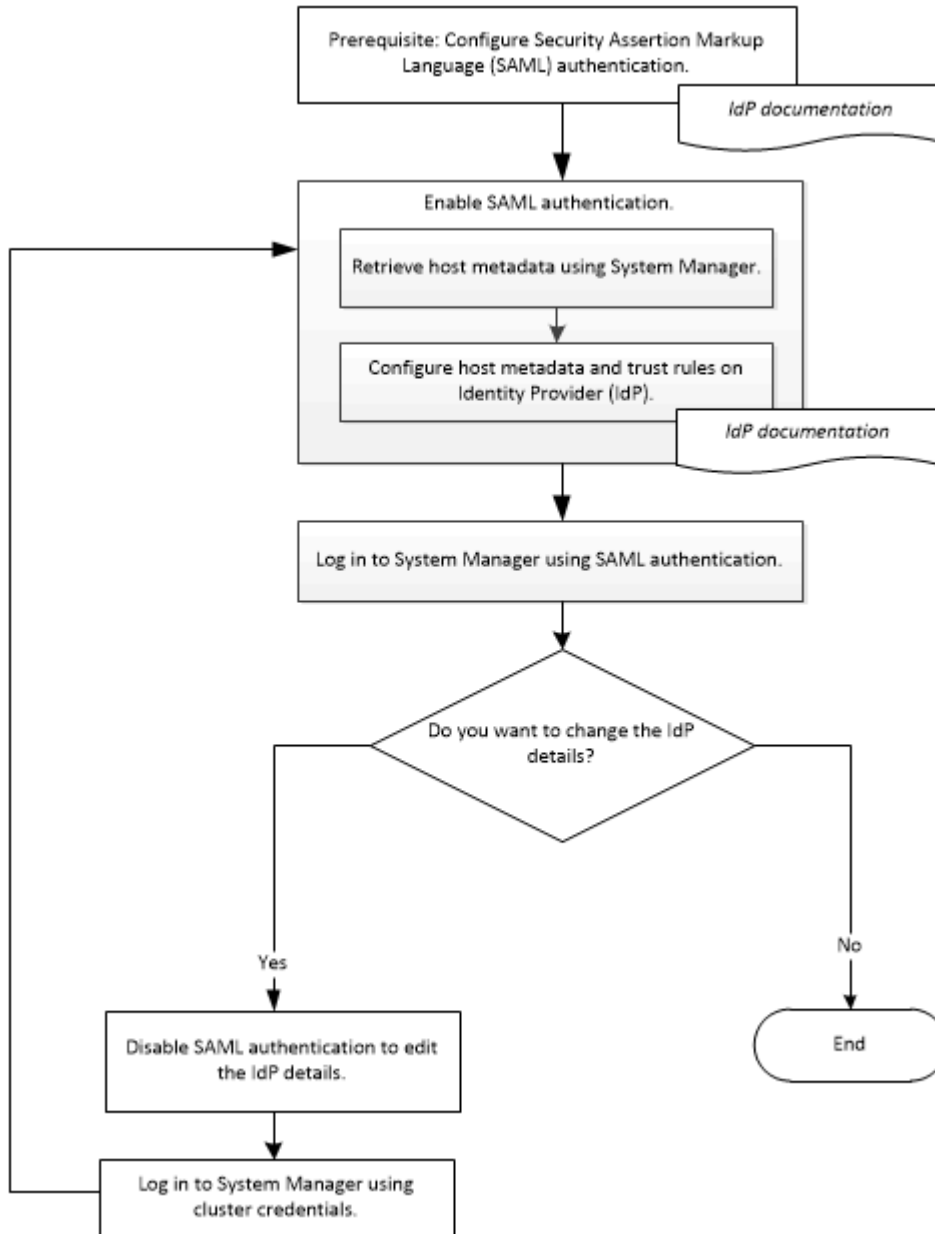 Prerequisite: Configure Security Assertion Markup
Language (SAML) authentication.
IdP documentation
Enable SAML authentication.
Retrieve host metadata using System Manager.
Configure host metadata and trust rules on
Identity Provider (IdP).
IdP documentation
Log in to System Manager using SAML authentication.
Do you want to change the IdP
details?
Yes
No
Disable SAML authentication to edit
the IdP details.
End
Log in to System Manager using
cluster credentials.